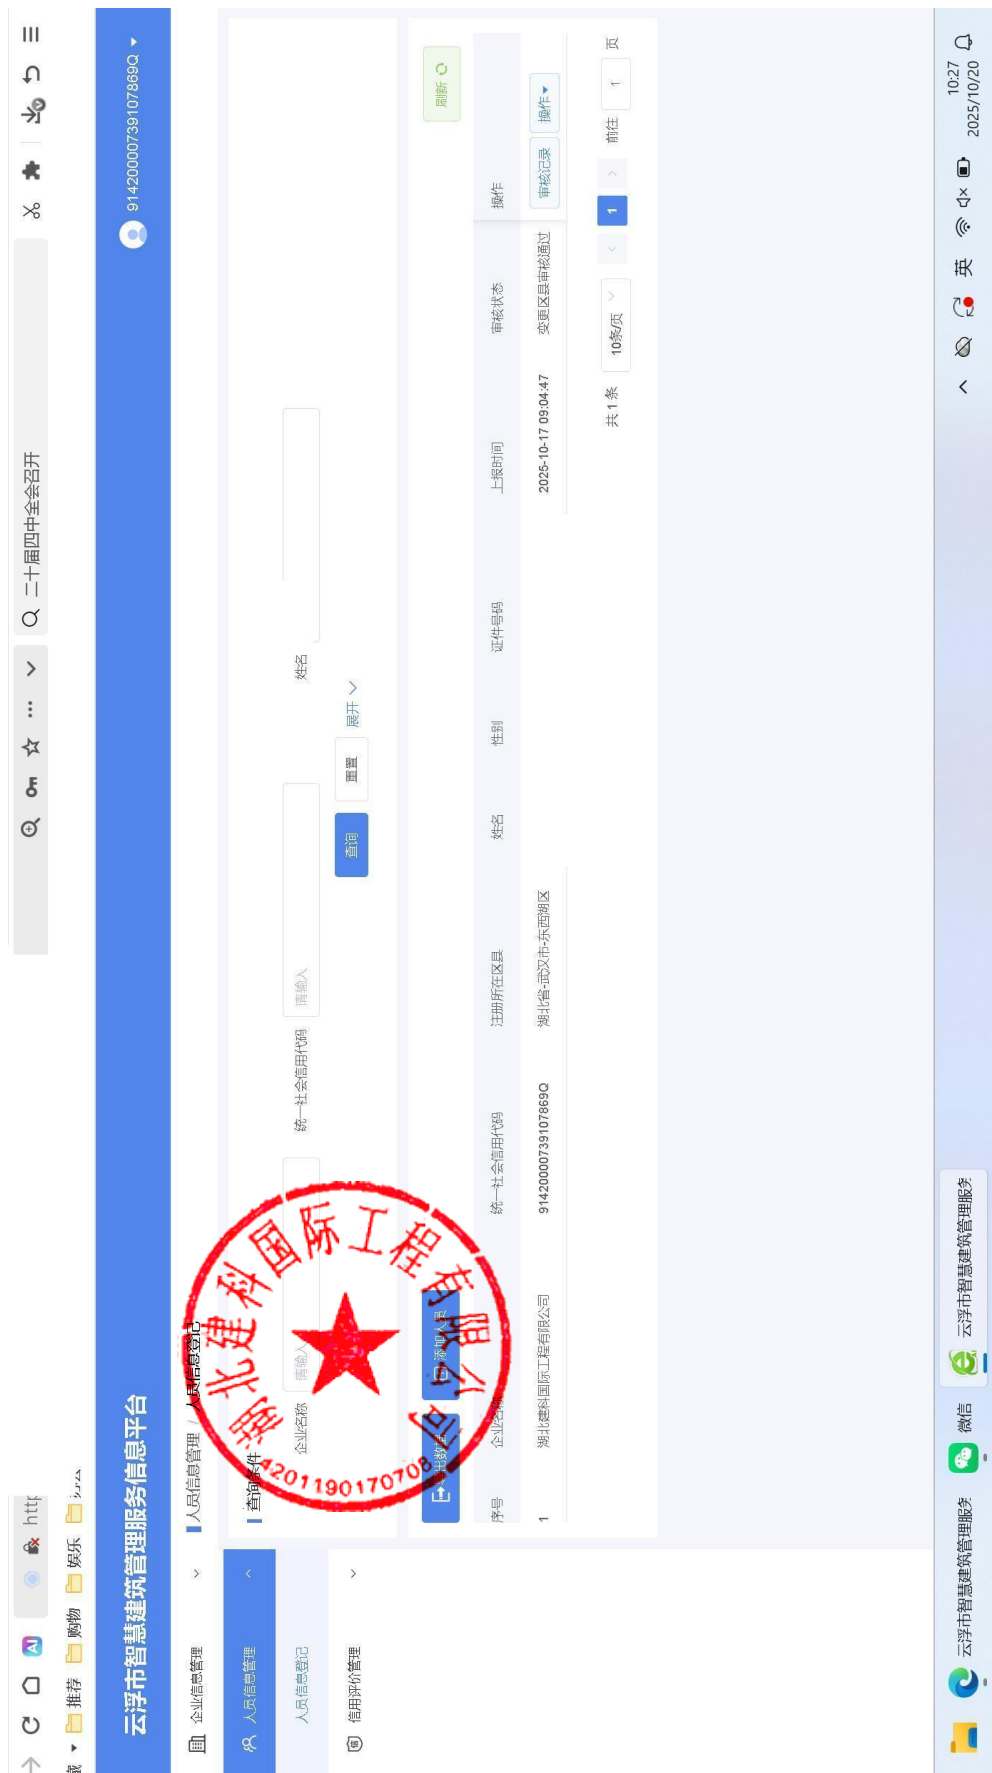 http
二十届四中全会召开
藏 推荐 购物 娱乐 办公
云浮市智慧建筑管理服务信息平台
91420000739107869Q
企业信息管理
人员信息管理
人员信息登记
信用评价管理
人员信息管理 / 人员信息登记
查询条件
企业名称 请输入 统一社会信用代码 请输入 姓名
查询 重置 展开
导出数据 添加人员 刷新
序号 企业名称 统一社会信用代码 注册所在区县 姓名 性别 证件号码 上报时间 审核状态 操作
1 湖北建科国际工程有限公司 91420000739107869Q 湖北省-武汉市-东西湖区 2025-10-17 09:04:47 变更区县审核通过 审核记录 操作
共 1 条 10条/页 1 前往 1 页
湖北建科国际工程有限公司
4201190170708
云浮市智慧建筑管理服务 微信 云浮市智慧建筑管理服务 英 10:27
2025/10/20